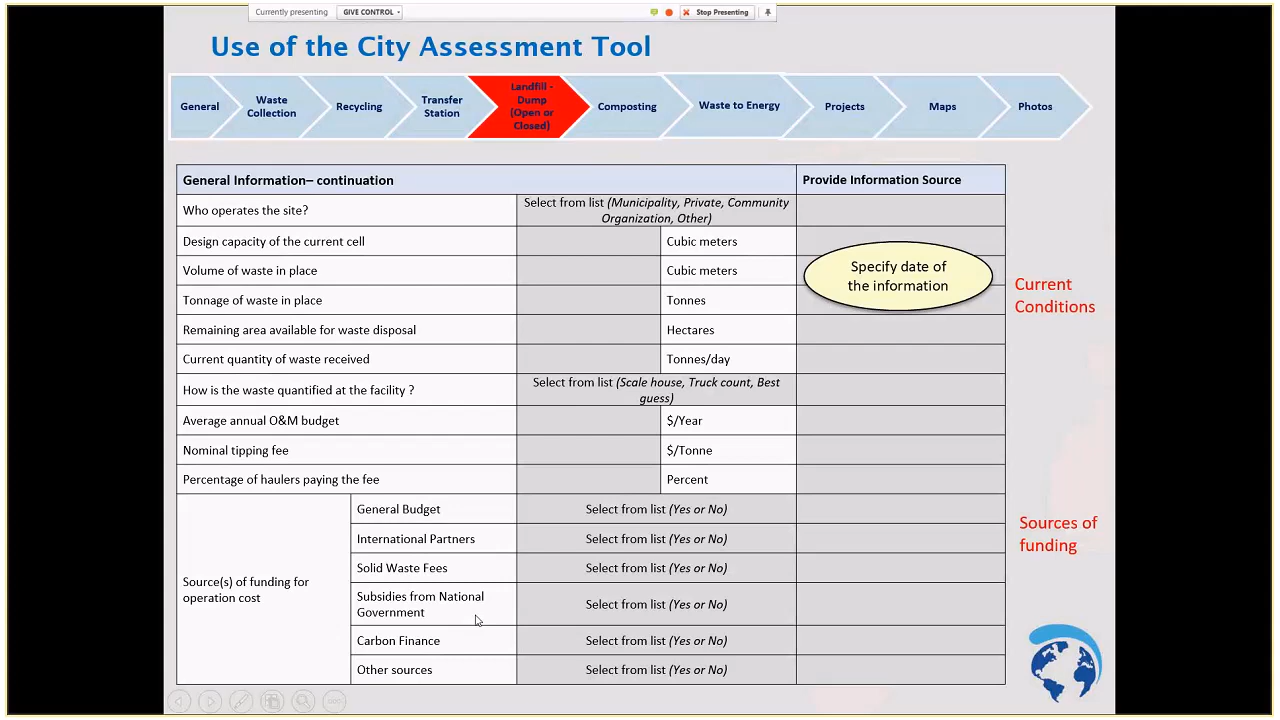 Currently presenting
GIVE CONTROL
Stop Presenting
Use of the City Assessment Tool
General
Waste
Collection
Recycling
Transfer
Station
Landfill -
Dump
(Open or
Closed)
Composting
Waste to Energy
Projects
Maps
Photos
General Information– continuation
Provide Information Source
Who operates the site?
Select from list (Municipality, Private, Community
Organization, Other)
Design capacity of the current cell
Cubic meters
Volume of waste in place
Cubic meters
Specify date of
the information
Current
Conditions
Tonnage of waste in place
Tonnes
Remaining area available for waste disposal
Hectares
Current quantity of waste received
Tonnes/day
How is the waste quantified at the facility ?
Select from list (Scale house, Truck count, Best
guess)
Average annual O&M budget
$/Year
Nominal tipping fee
$/Tonne
Percentage of haulers paying the fee
Percent
Source(s) of funding for
operation cost
General Budget
Select from list (Yes or No)
International Partners
Select from list (Yes or No)
Sources of
funding
Solid Waste Fees
Select from list (Yes or No)
Subsidies from National
Government
Select from list (Yes or No)
Carbon Finance
Select from list (Yes or No)
Other sources
Select from list (Yes or No)